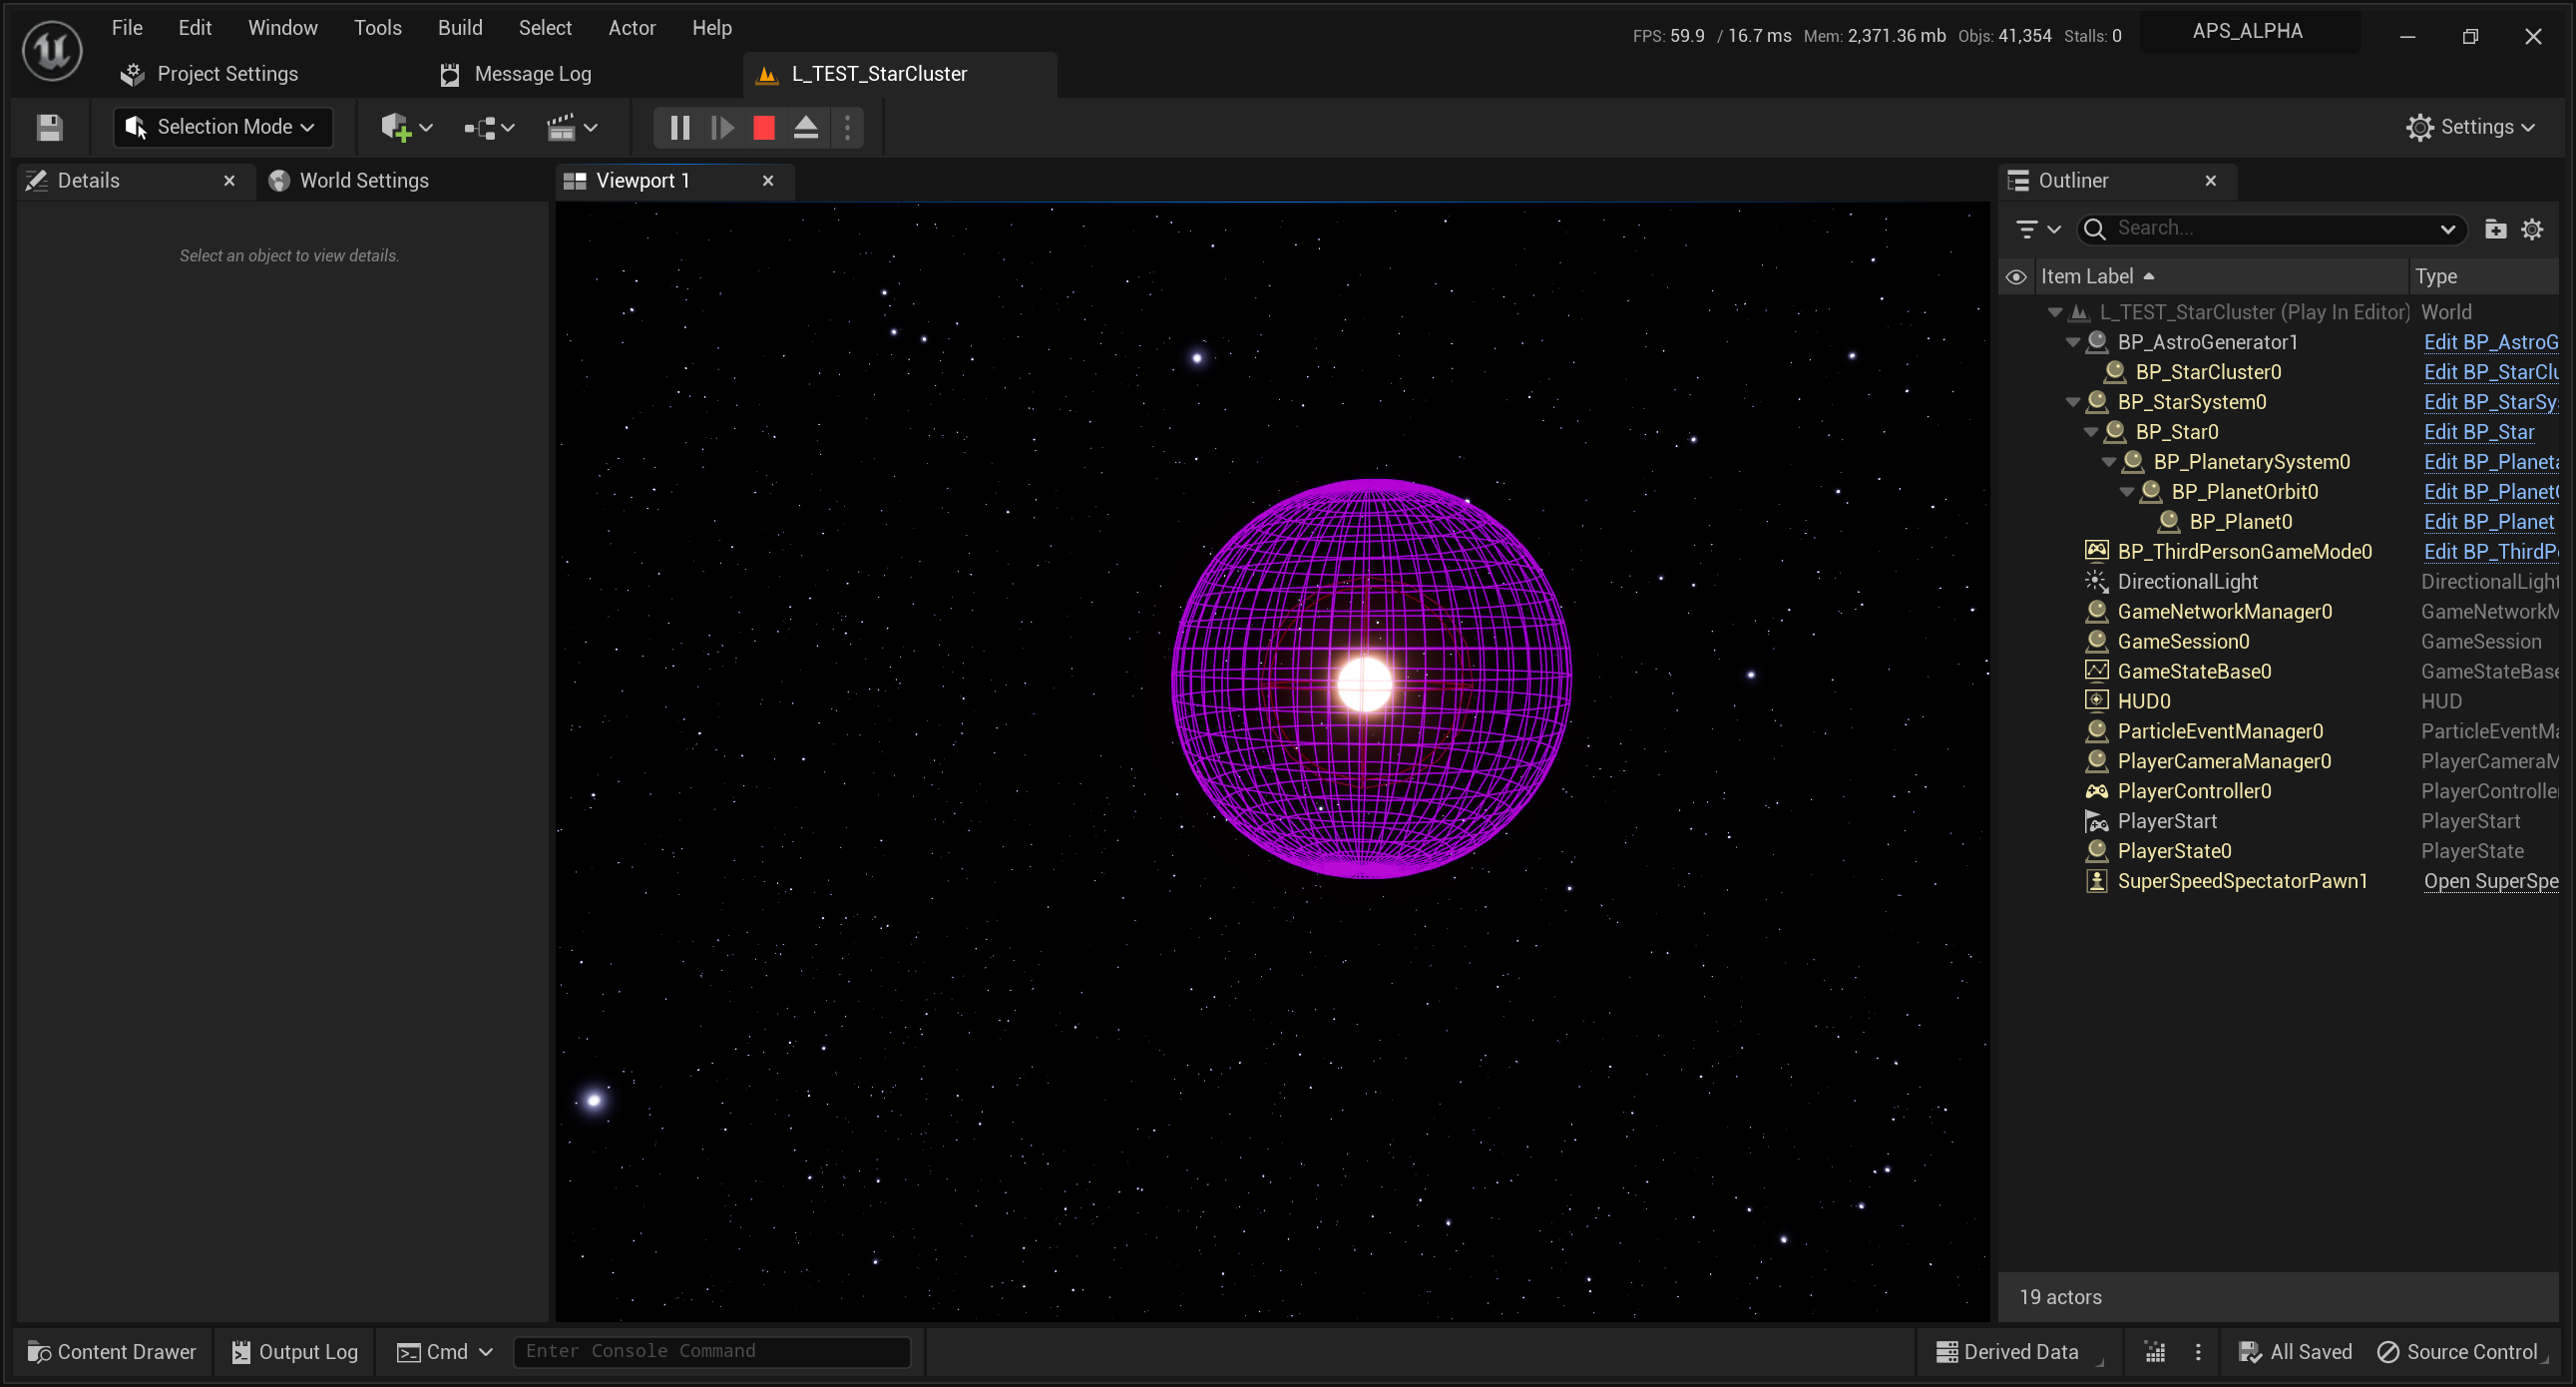 File Edit Window Tools Build Select Actor Help
FPS: 59.9 / 16.7 ms Mem: 2,371.36 mb Objs: 41,354 Stalls: 0
APS_ALPHA
Project Settings
Message Log
L_TEST_StarCluster
Selection Mode
Settings
Details
World Settings
Viewport 1
Outliner
Select an object to view details.
Search...
Item Label Type
L_TEST_StarCluster (Play In Editor) World
BP_AstroGenerator1 Edit BP_AstroG
BP_StarCluster0 Edit BP_StarClu
BP_StarSystem0 Edit BP_StarSy
BP_Star0 Edit BP_Star
BP_PlanetarySystem0 Edit BP_Planeta
BP_PlanetOrbit0 Edit BP_PlanetO
BP_Planet0 Edit BP_Planet
BP_ThirdPersonGameMode0 Edit BP_ThirdP
DirectionalLight DirectionalLight
GameNetworkManager0 GameNetworkM
GameSession0 GameSession
GameStateBase0 GameStateBase
HUD0 HUD
ParticleEventManager0 ParticleEventMa
PlayerCameraManager0 PlayerCameraM
PlayerController0 PlayerController
PlayerStart PlayerStart
PlayerState0 PlayerState
SuperSpeedSpectatorPawn1 Open SuperSpe
19 actors
Content Drawer
Output Log
Cmd
Enter Console Command
Derived Data
All Saved
Source Control